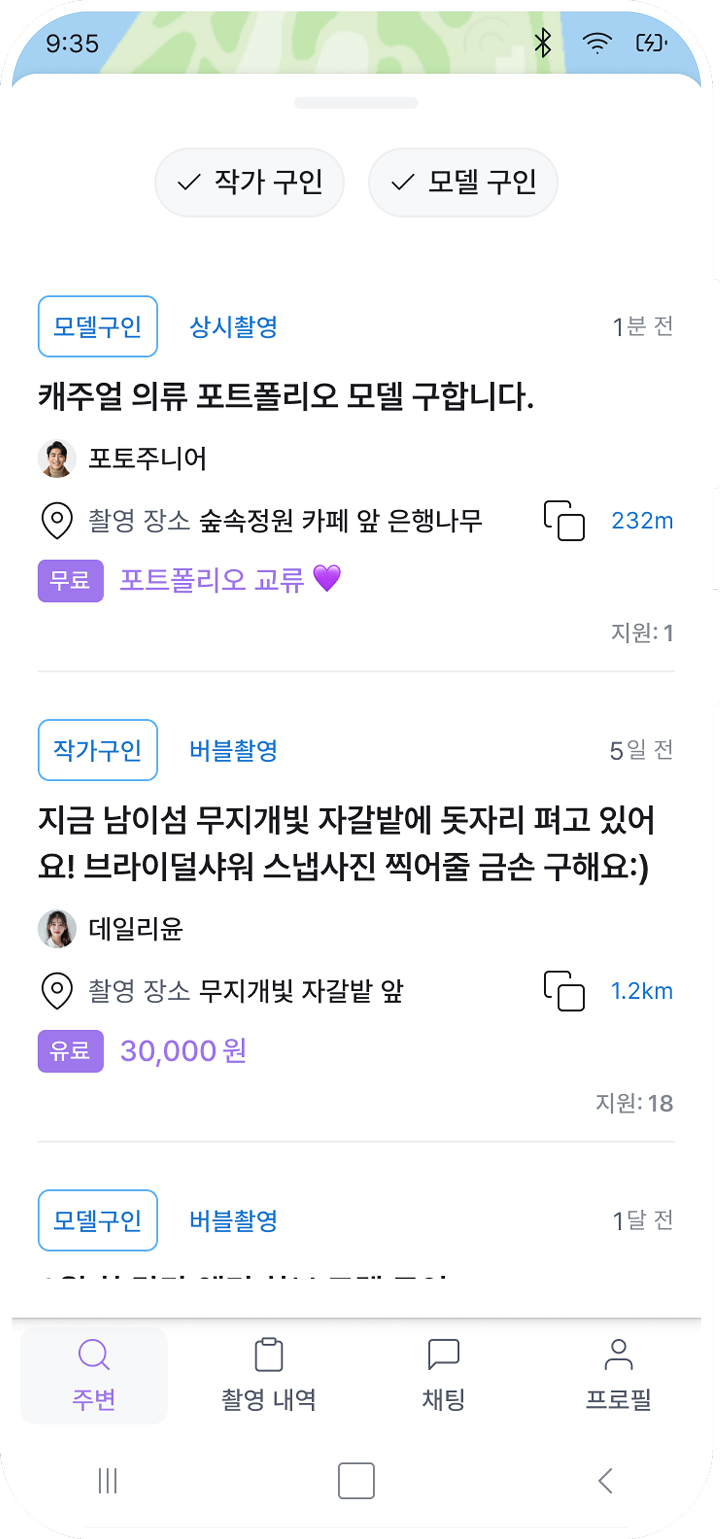 9:35
작가 구인 모델 구인
모델구인 상시촬영 1분 전
캐주얼 의류 포트폴리오 모델 구합니다.
포토주니어
촬영 장소 숲속정원 카페 앞 은행나무 232m
무료 포트폴리오 교류 💜
지원: 1
작가구인 버블촬영 5일 전
지금 남이섬 무지개빛 자갈밭에 돗자리 펴고 있어
요! 브라이덜샤워 스냅사진 찍어줄 금손 구해요:)
데일리윤
촬영 장소 무지개빛 자갈밭 앞 1.2km
유료 30,000원
지원: 18
모델구인 버블촬영 1달 전
주변 촬영 내역 채팅 프로필